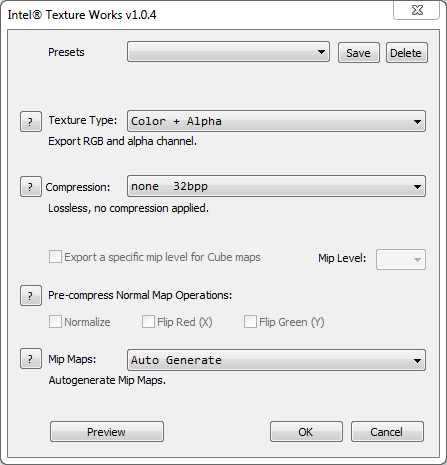 Intel® Texture Works v1.0.4
Presets Save Delete
? Texture Type: Color + Alpha
Export RGB and alpha channel.
? Compression: none 32bpp
Lossless, no compression applied.
Export a specific mip level for Cube maps Mip Level:
? Pre-compress Normal Map Operations:
Normalize Flip Red (X) Flip Green (Y)
? Mip Maps: Auto Generate
Autogenerate Mip Maps.
Preview OK Cancel